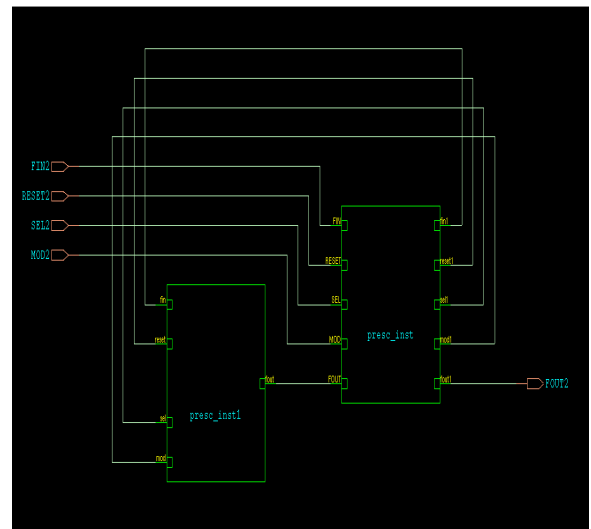 FIN2
RESET2
SEL2
MOD2
FIN
RESET
SEL
MOD
FOUT
fin1
reset1
sel1
mod1
fout1
presc_inst
fin
reset
sel
mod
fout
presc_inst1
FOUT2